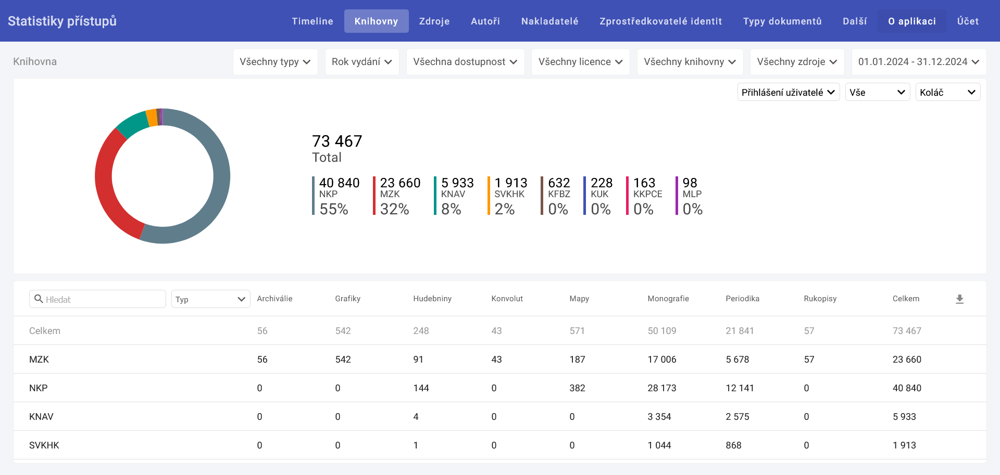 Statistiky přístupů
Timeline Knihovny Zdroje Autoři Nakladatelé Zprostředkovatelé identit Typy dokumentů Další O aplikaci Účet
Knihovna Všechny typy Rok vydání Všechna dostupnost Všechny licence Všechny knihovny Všechny zdroje 01.01.2024 - 31.12.2024
Přihlášení uživatelé Vše Koláč
73 467
Total
40 840 23 660 5 933 1 913 632 228 163 98
NKP MZK KNAV SVKHK KFBZ KUK KKPCE MLP
55% 32% 8% 2% 0% 0% 0% 0%
Hledat Typ Archiválie Grafiky Hudebniny Konvolut Mapy Monografie Periodika Rukopisy Celkem
Celkem 56 542 248 43 571 50 109 21 841 57 73 467
MZK 56 542 91 43 187 17 006 5 678 57 23 660
NKP 0 0 144 0 382 28 173 12 141 0 40 840
KNAV 0 0 4 0 0 3 354 2 575 0 5 933
SVKHK 0 0 1 0 0 1 044 868 0 1 913